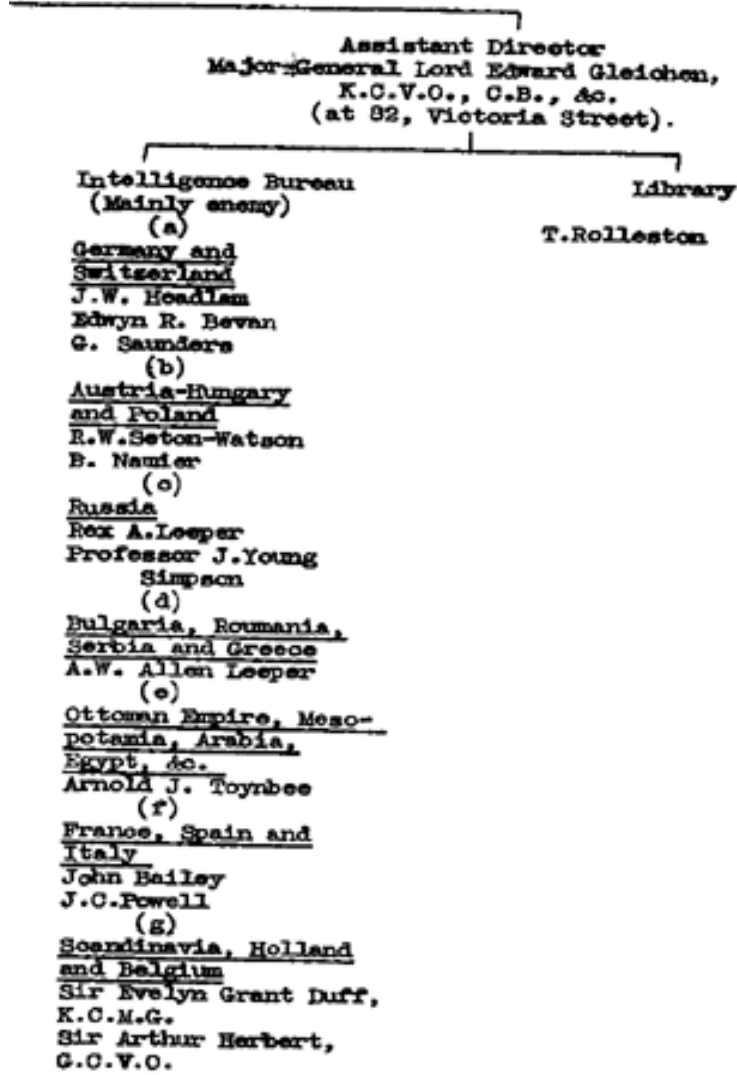 Assistant Director
Major-General Lord Edward Gleichen,
K.C.V.O., C.B., &c.
(at 82, Victoria Street).
Intelligence Bureau
(Mainly enemy)
(a)
Germany and
Switzerland
J.W. Headlam
Edwyn R. Bevan
G. Saunders
(b)
Austria-Hungary
and Poland
R.W.Seton-Watson
B. Namier
(c)
Russia
Rex A.Leeper
Professor J.Young
Simpson
(d)
Bulgaria, Roumania,
Serbia and Greece
A.W. Allen Leeper
(e)
Ottoman Empire, Meso-
potamia, Arabia,
Egypt, &c.
Arnold J. Toynbee
(f)
France, Spain and
Italy
John Bailey
J.C.Powell
(g)
Scandinavia, Holland
and Belgium
Sir Evelyn Grant Duff,
K.C.M.G.
Sir Arthur Herbert,
G.C.V.O.
Library
T.Rolleston